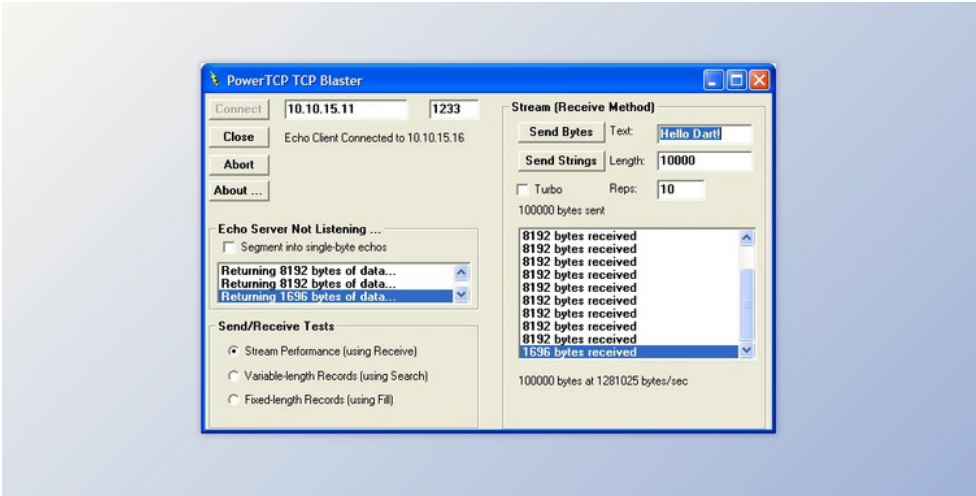 PowerTCP TCP Blaster
Connect
10.10.15.11
1233
Close
Echo Client Connected to 10.10.15.16
Abort
About ...
Echo Server Not Listening ...
Segment into single-byte echos
Returning 8192 bytes of data...
Returning 8192 bytes of data...
Returning 1696 bytes of data...
Send/Receive Tests
Stream Performance (using Receive)
Variable-length Records (using Search)
Fixed-length Records (using Fill)
Stream (Receive Method)
Send Bytes
Text:
Hello Dart!
Send Strings
Length:
10000
Turbo
Reps:
10
100000 bytes sent
8192 bytes received
8192 bytes received
8192 bytes received
8192 bytes received
8192 bytes received
8192 bytes received
8192 bytes received
8192 bytes received
8192 bytes received
1696 bytes received
100000 bytes at 1281025 bytes/sec